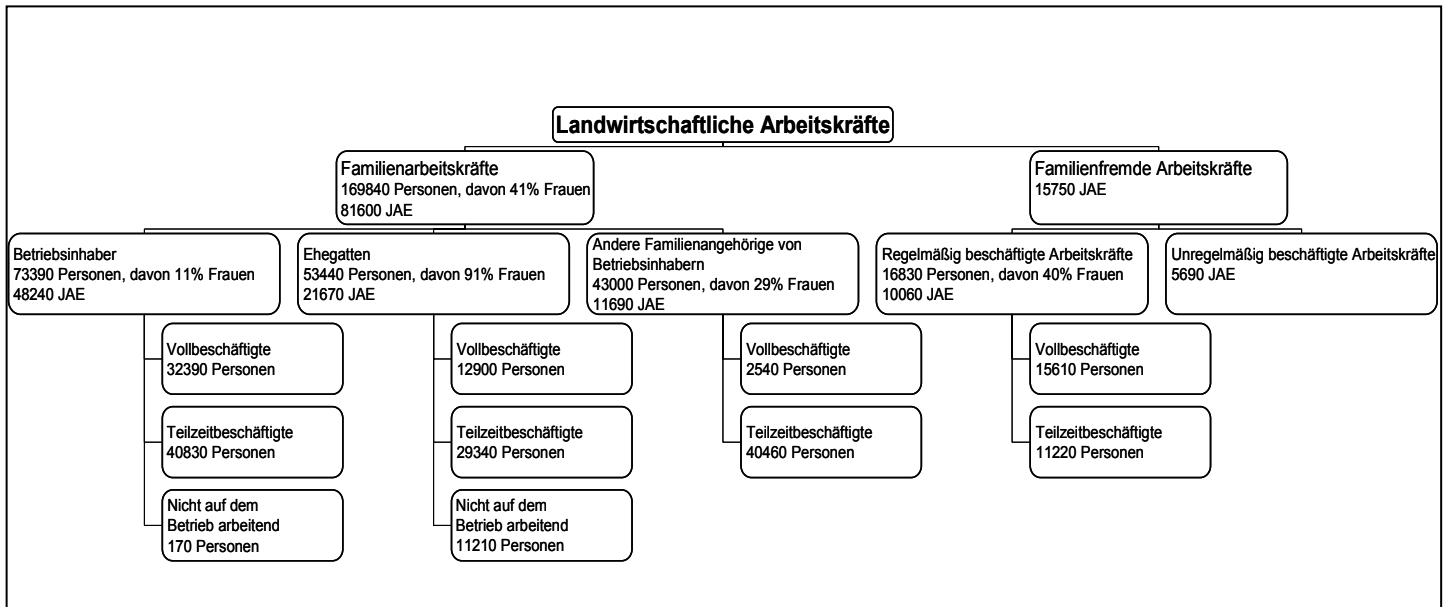 Landwirtschaftliche Arbeitskräfte
Familienarbeitskräfte
169840 Personen, davon 41% Frauen
81600 JAE
Familienfremde Arbeitskräfte
15750 JAE
Betriebsinhaber
73390 Personen, davon 11% Frauen
48240 JAE
Ehegatten
53440 Personen, davon 91% Frauen
21670 JAE
Andere Familienangehörige von
Betriebsinhabern
43000 Personen, davon 29% Frauen
11690 JAE
Regelmäßig beschäftigte Arbeitskräfte
16830 Personen, davon 40% Frauen
10060 JAE
Unregelmäßig beschäftigte Arbeitskräfte
5690 JAE
Vollbeschäftigte
32390 Personen
Teilzeitbeschäftigte
40830 Personen
Nicht auf dem
Betrieb arbeitend
170 Personen
Vollbeschäftigte
12900 Personen
Teilzeitbeschäftigte
29340 Personen
Nicht auf dem
Betrieb arbeitend
11210 Personen
Vollbeschäftigte
2540 Personen
Teilzeitbeschäftigte
40460 Personen
Vollbeschäftigte
15610 Personen
Teilzeitbeschäftigte
11220 Personen